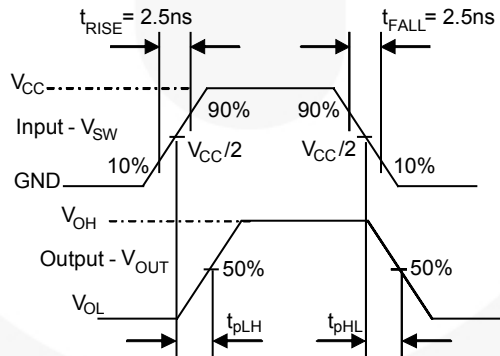 tRISE = 2.5ns
tFALL = 2.5ns
VCC
90%
90%
Input - VSW
VCC/2
VCC/2
10%
10%
GND
VOH
Output - VOUT
50%
50%
VOL
tpLH
tpHL